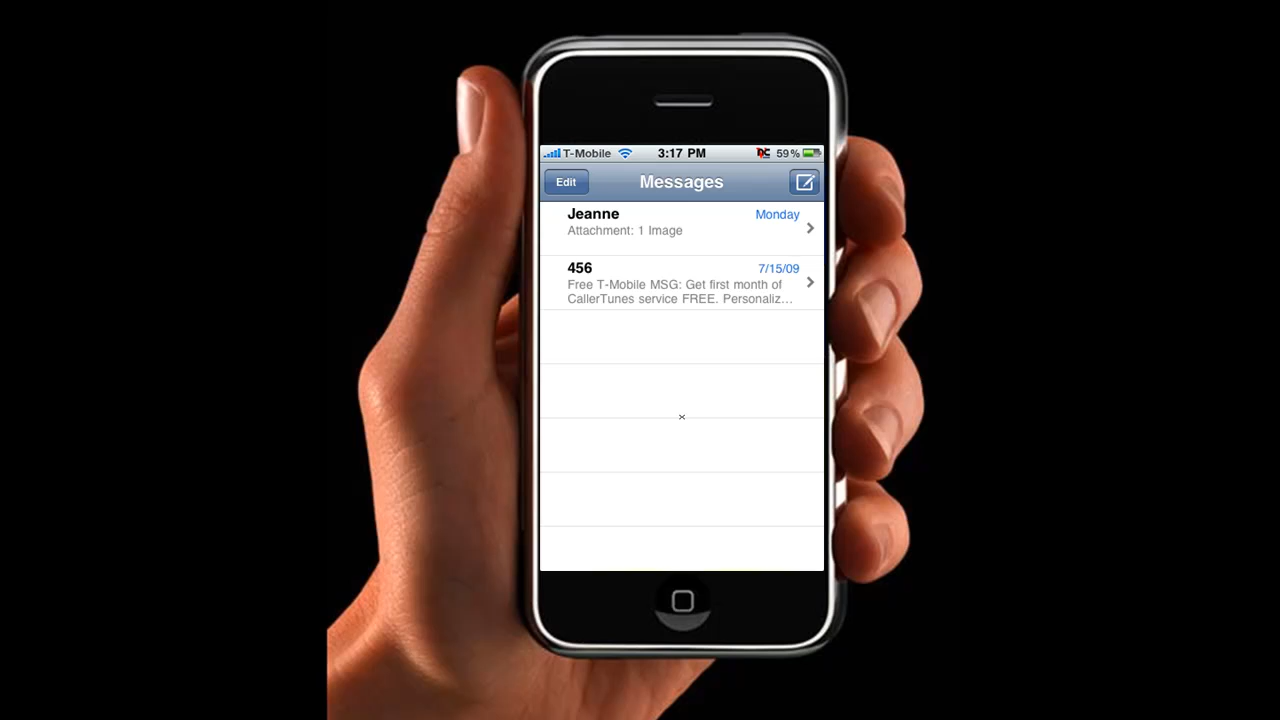 T-Mobile 3:17 PM 59%
Edit Messages
Jeanne Monday
Attachment: 1 Image
456 7/15/09
Free T-Mobile MSG: Get first month of
CallerTunes service FREE. Personaliz...